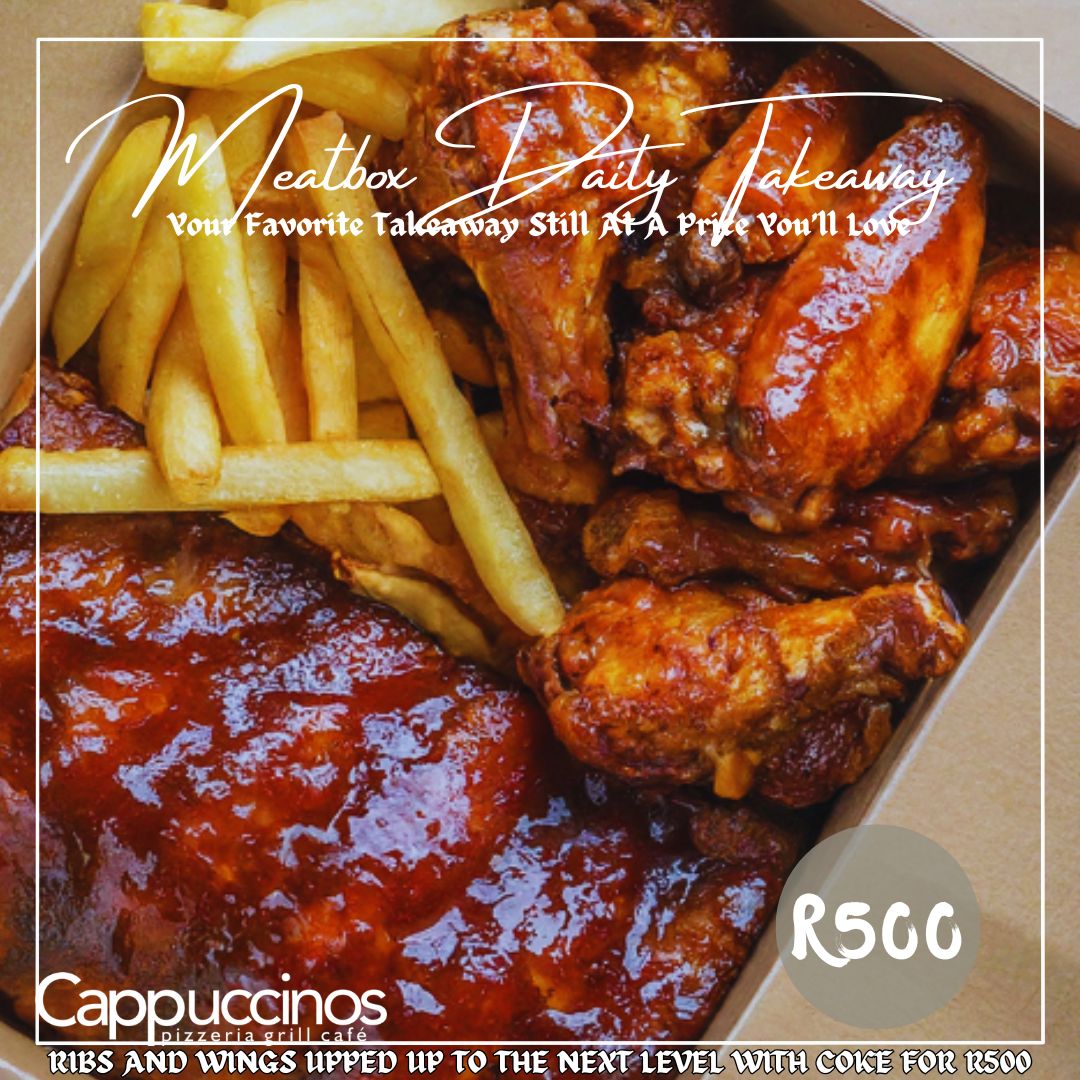 Meatbox Daily Takeaway
Your Favorite Takeaway Still At A Price You'll Love
R500
Cappuccinos
pizzeria grill café
RIBS AND WINGS UPPED UP TO THE NEXT LEVEL WITH COKE FOR R500